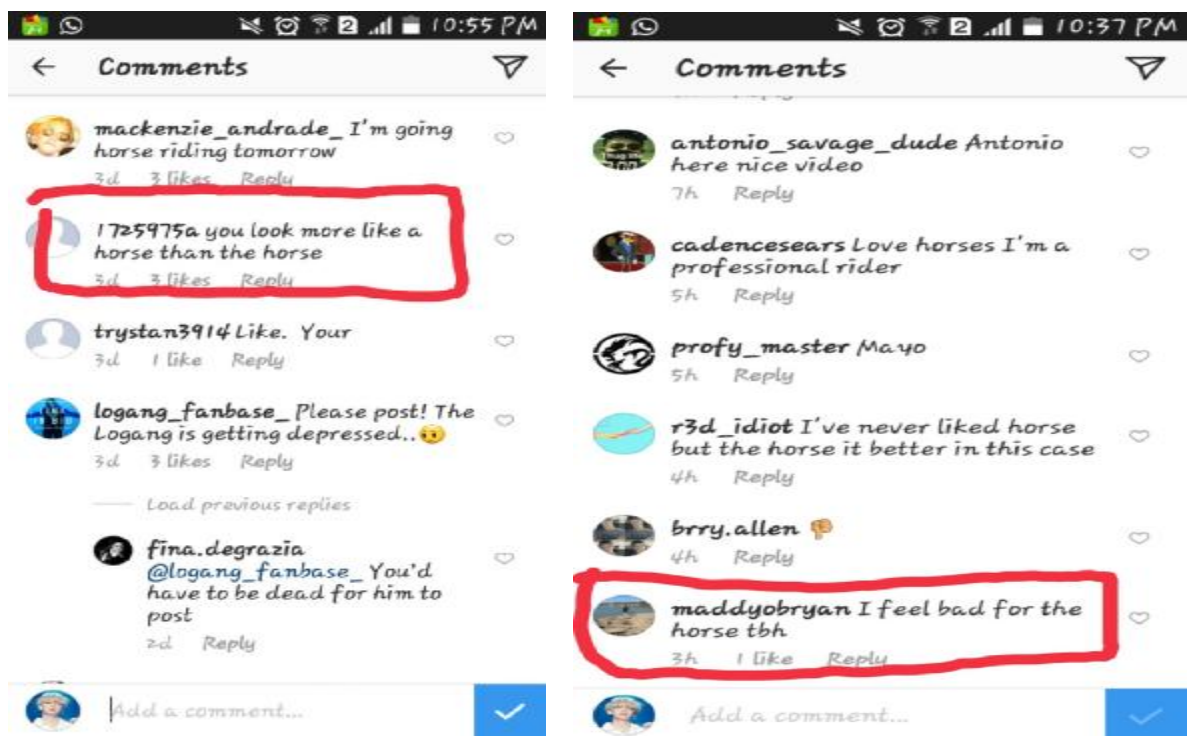 10:55 PM
Comments
mackenzie_andrade_ I'm going
horse riding tomorrow
3d 3 likes Reply
1725975a you look more like a
horse than the horse
3d 3 likes Reply
trystan3914 Like. Your
3d 1 like Reply
logang_fanbase_ Please post! The
Logang is getting depressed..
3d 3 likes Reply
Load previous replies
fina.degrazia
@logang_fanbase_ You'd
have to be dead for him to
post
2d Reply
Add a comment...
2
10:37 PM
Comments
antonio_savage_dude Antonio
here nice video
7h Reply
cadencesears Love horses I'm a
professional rider
5h Reply
profy_master Mayo
5h Reply
r3d_idiot I've never liked horse
but the horse it better in this case
4h Reply
brry.allen 👎
4h Reply
maddyobryan I feel bad for the
horse tbh
3h 1 like Reply
Add a comment...